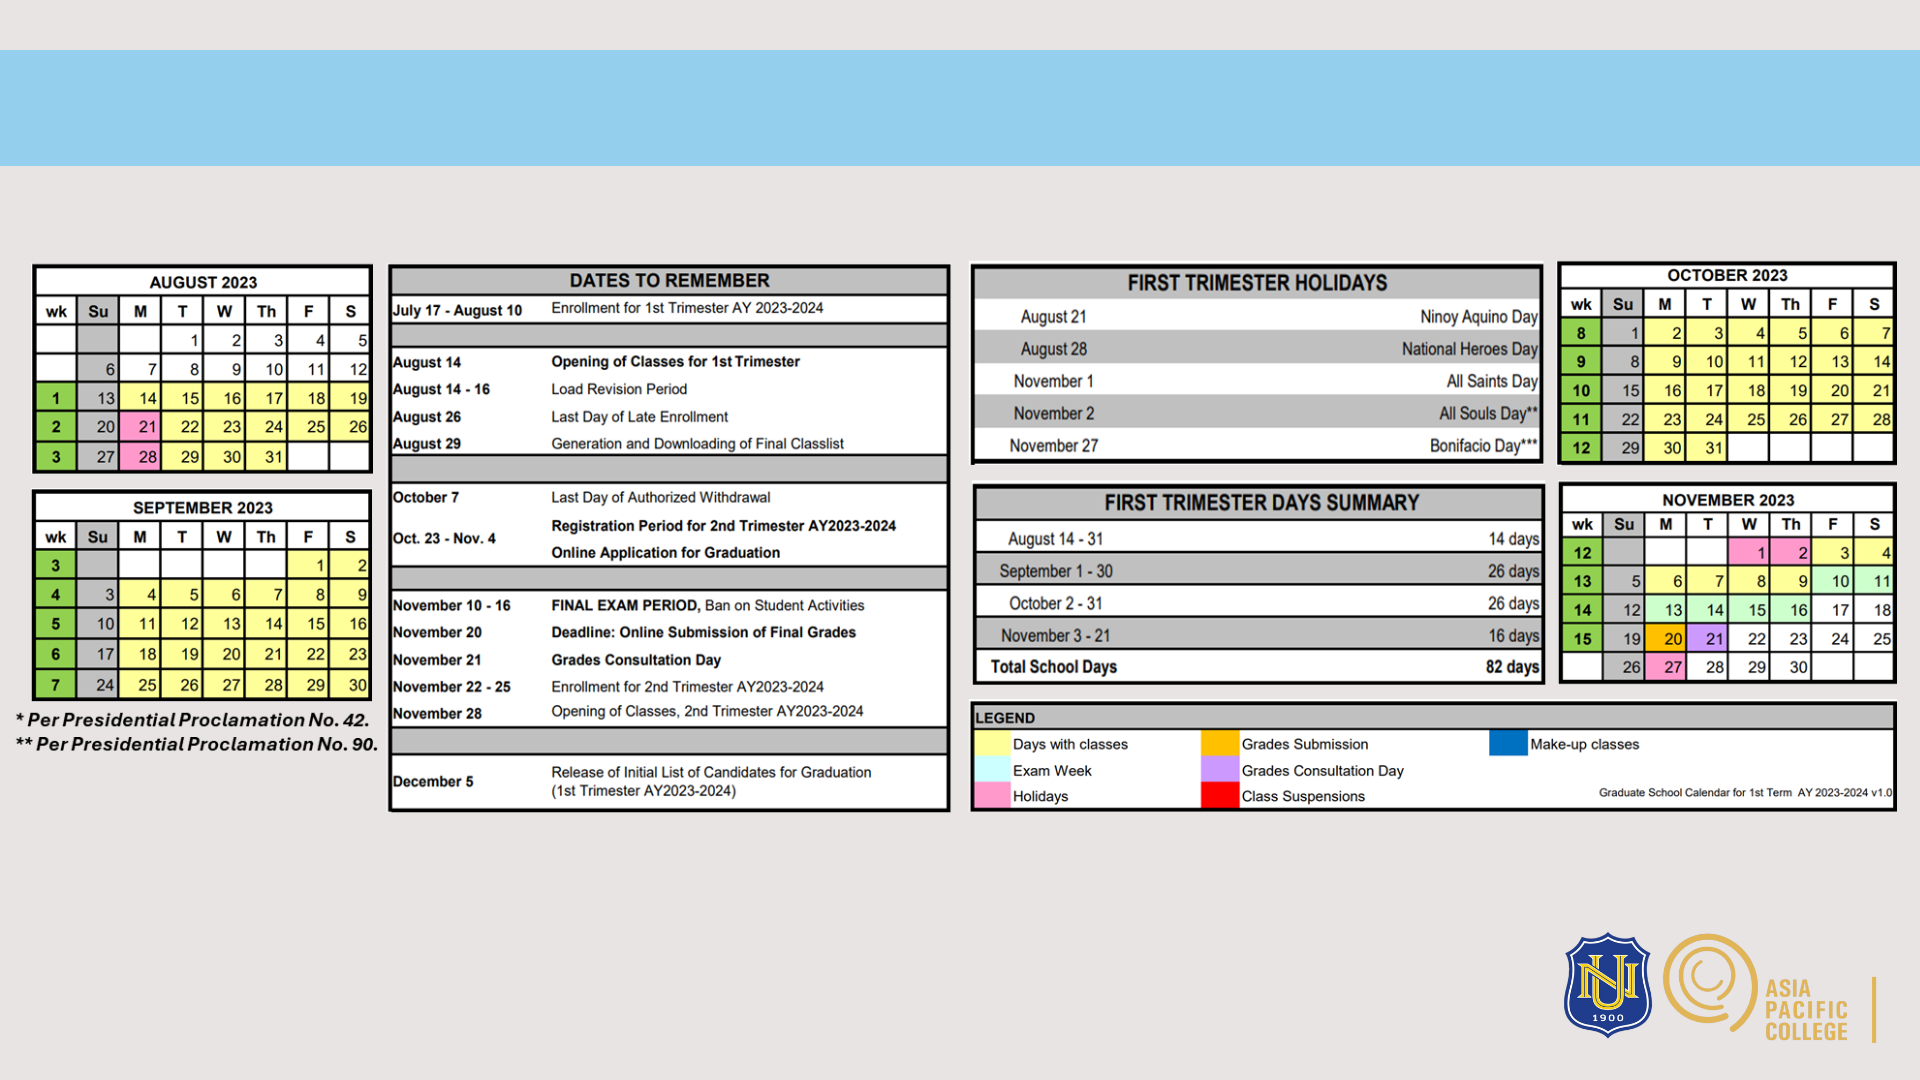 AUGUST 2023
wk Su M T W Th F S
1 2 3 4 5
6 7 8 9 10 11 12
1 13 14 15 16 17 18 19
2 20 21 22 23 24 25 26
3 27 28 29 30 31
SEPTEMBER 2023
wk Su M T W Th F S
3 1 2
4 3 4 5 6 7 8 9
5 10 11 12 13 14 15 16
6 17 18 19 20 21 22 23
7 24 25 26 27 28 29 30
* Per Presidential Proclamation No. 42.
** Per Presidential Proclamation No. 90.
DATES TO REMEMBER
July 17 - August 10 Enrollment for 1st Trimester AY 2023-2024
August 14 Opening of Classes for 1st Trimester
August 14 - 16 Load Revision Period
August 26 Last Day of Late Enrollment
August 29 Generation and Downloading of Final Classlist
October 7 Last Day of Authorized Withdrawal
Oct. 23 - Nov. 4 Registration Period for 2nd Trimester AY2023-2024
Online Application for Graduation
November 10 - 16 FINAL EXAM PERIOD, Ban on Student Activities
November 20 Deadline: Online Submission of Final Grades
November 21 Grades Consultation Day
November 22 - 25 Enrollment for 2nd Trimester AY2023-2024
November 28 Opening of Classes, 2nd Trimester AY2023-2024
December 5 Release of Initial List of Candidates for Graduation
(1st Trimester AY2023-2024)
FIRST TRIMESTER HOLIDAYS
August 21 Ninoy Aquino Day
August 28 National Heroes Day
November 1 All Saints Day
November 2 All Souls Day**
November 27 Bonifacio Day***
FIRST TRIMESTER DAYS SUMMARY
August 14 - 31 14 days
September 1 - 30 26 days
October 2 - 31 26 days
November 3 - 21 16 days
Total School Days 82 days
OCTOBER 2023
wk Su M T W Th F S
8 1 2 3 4 5 6 7
9 8 9 10 11 12 13 14
10 15 16 17 18 19 20 21
11 22 23 24 25 26 27 28
12 29 30 31
NOVEMBER 2023
wk Su M T W Th F S
12 1 2 3 4
13 5 6 7 8 9 10 11
14 12 13 14 15 16 17 18
15 19 20 21 22 23 24 25
26 27 28 29 30
LEGEND
Days with classes Grades Submission Make-up classes
Exam Week Grades Consultation Day
Holidays Class Suspensions
Graduate School Calendar for 1st Term AY 2023-2024 v1.0
NU
1900
ASIA
PACIFIC
COLLEGE